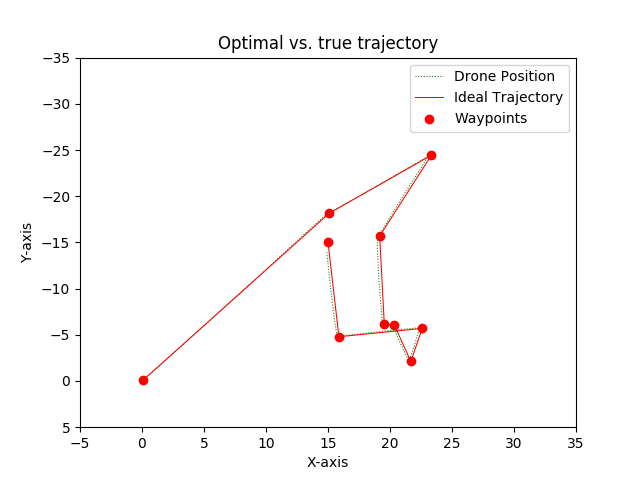 Optimal vs. true trajectory
Drone Position
Ideal Trajectory
Waypoints
Y-axis
−35
−30
−25
−20
−15
−10
−5
0
5
−5 0 5 10 15 20 25 30 35
X-axis